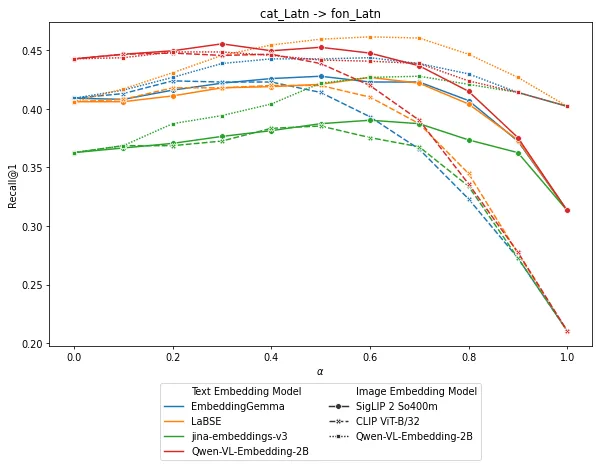 cat_Latn -> fon_Latn
0.45
0.40
0.35
0.30
0.25
0.20
Recall@1
0.0 0.2 0.4 0.6 0.8 1.0
α
Text Embedding Model
EmbeddingGemma
LaBSE
jina-embeddings-v3
Qwen-VL-Embedding-2B
Image Embedding Model
SigLIP 2 So400m
CLIP ViT-B/32
Qwen-VL-Embedding-2B